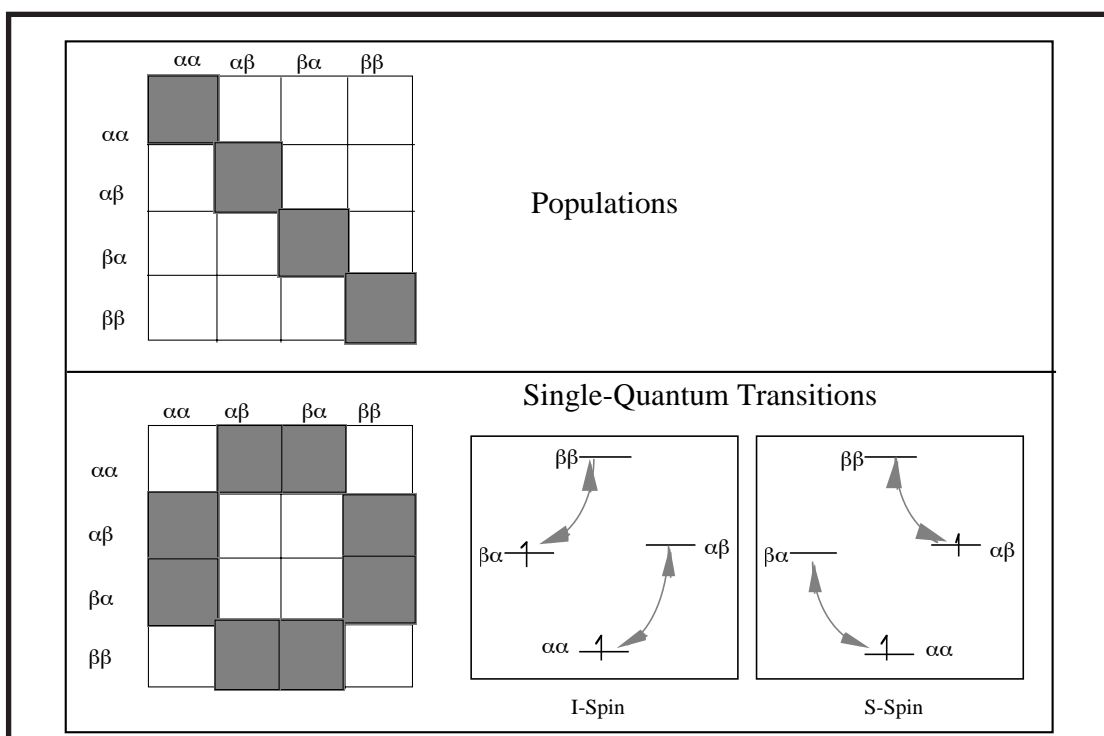 αα αβ βα ββ
αα
αβ
Populations
βα
ββ
Single-Quantum Transitions
αα αβ βα ββ
αα
αβ
βα
ββ
ββ
βα
αβ
αα
I-Spin
ββ
βα
αβ
αα
S-Spin